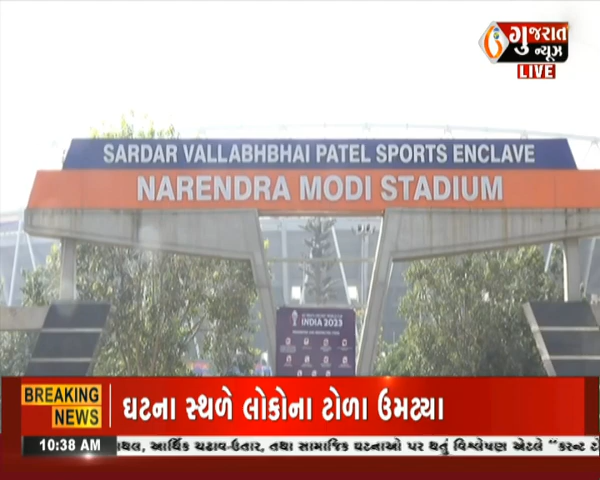 ગુજરાત
ન્યૂઝ
LIVE
SARDAR VALLABHBHAI PATEL SPORTS ENCLAVE
NARENDRA MODI STADIUM
INDIA 2023
BREAKING
NEWS
ઘટના સ્થળે લોકોના ટોળા ઉમટ્યા
10:38 AM
આર્થિક ચઢાવ-ઉતાર, તથા સામાજિક ઘટનાઓ પર થતું વિશ્લેષણ એટલે "કરન્ટ